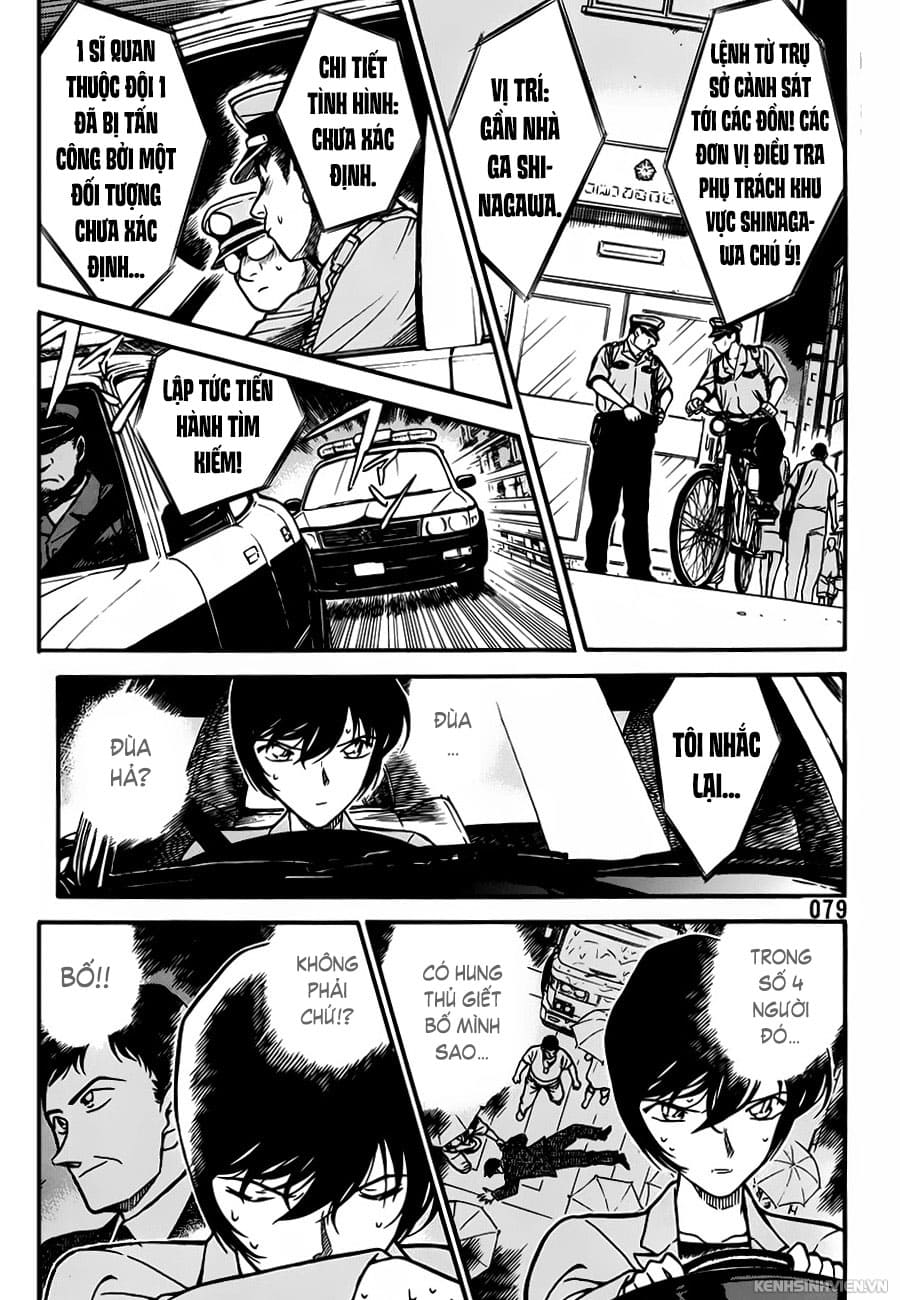 LỆNH TỪ TRỤ
SỞ CẢNH SÁT
TỚI CÁC ĐỒN! CÁC
ĐƠN VỊ ĐIỀU TRA
PHỤ TRÁCH KHU
VỰC SHINAGA-
WA CHÚ Ý!
VỊ TRÍ:
GẦN NHÀ
GA SHI-
NAGAWA.
CHI TIẾT
TÌNH HÌNH:
CHƯA XÁC
ĐỊNH.
1 SĨ QUAN
THUỘC ĐỘI 1
ĐÃ BỊ TẤN
CÔNG BỞI MỘT
ĐỐI TƯỢNG
CHƯA XÁC
ĐỊNH...
LẬP TỨC TIẾN
HÀNH TÌM
KIẾM!
TÔI NHẮC
LẠI...
ĐÙA
...
ĐÙA
HẢ?
079
TRONG
SỐ 4
NGƯỜI
ĐÓ...
CÓ HUNG
THỦ GIẾT
BỐ MÌNH
SAO...
KHÔNG
PHẢI
CHỨ!?
BỐ!!
KENHSINHVIEN.VN